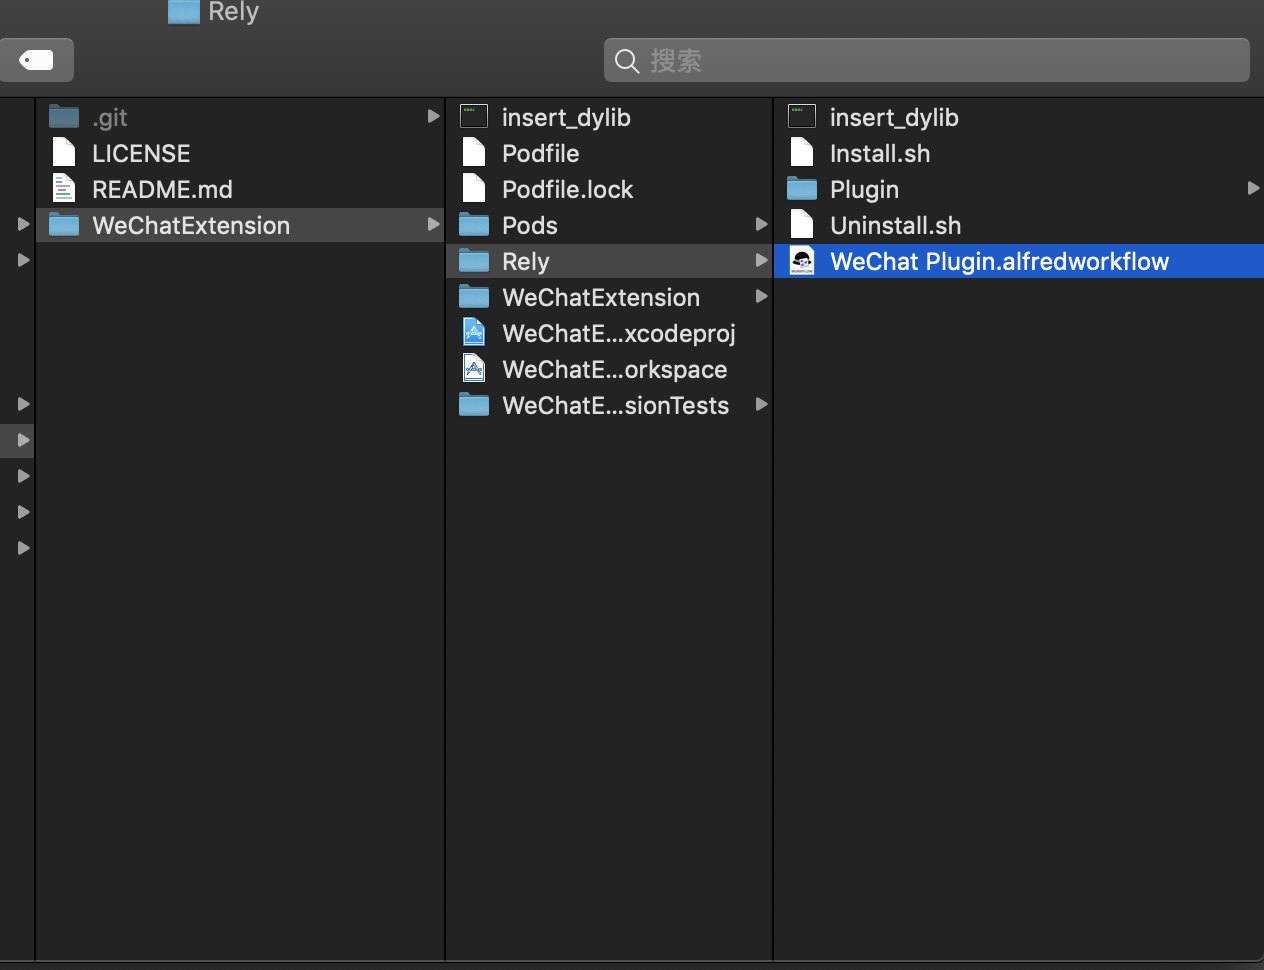 Rely
搜索
.git
LICENSE
README.md
WeChatExtension
insert_dylib
Podfile
Podfile.lock
Pods
Rely
WeChatExtension
WeChatE...xcodeproj
WeChatE...orkspace
WeChatE...sionTests
insert_dylib
Install.sh
Plugin
Uninstall.sh
WeChat Plugin.alfredworkflow